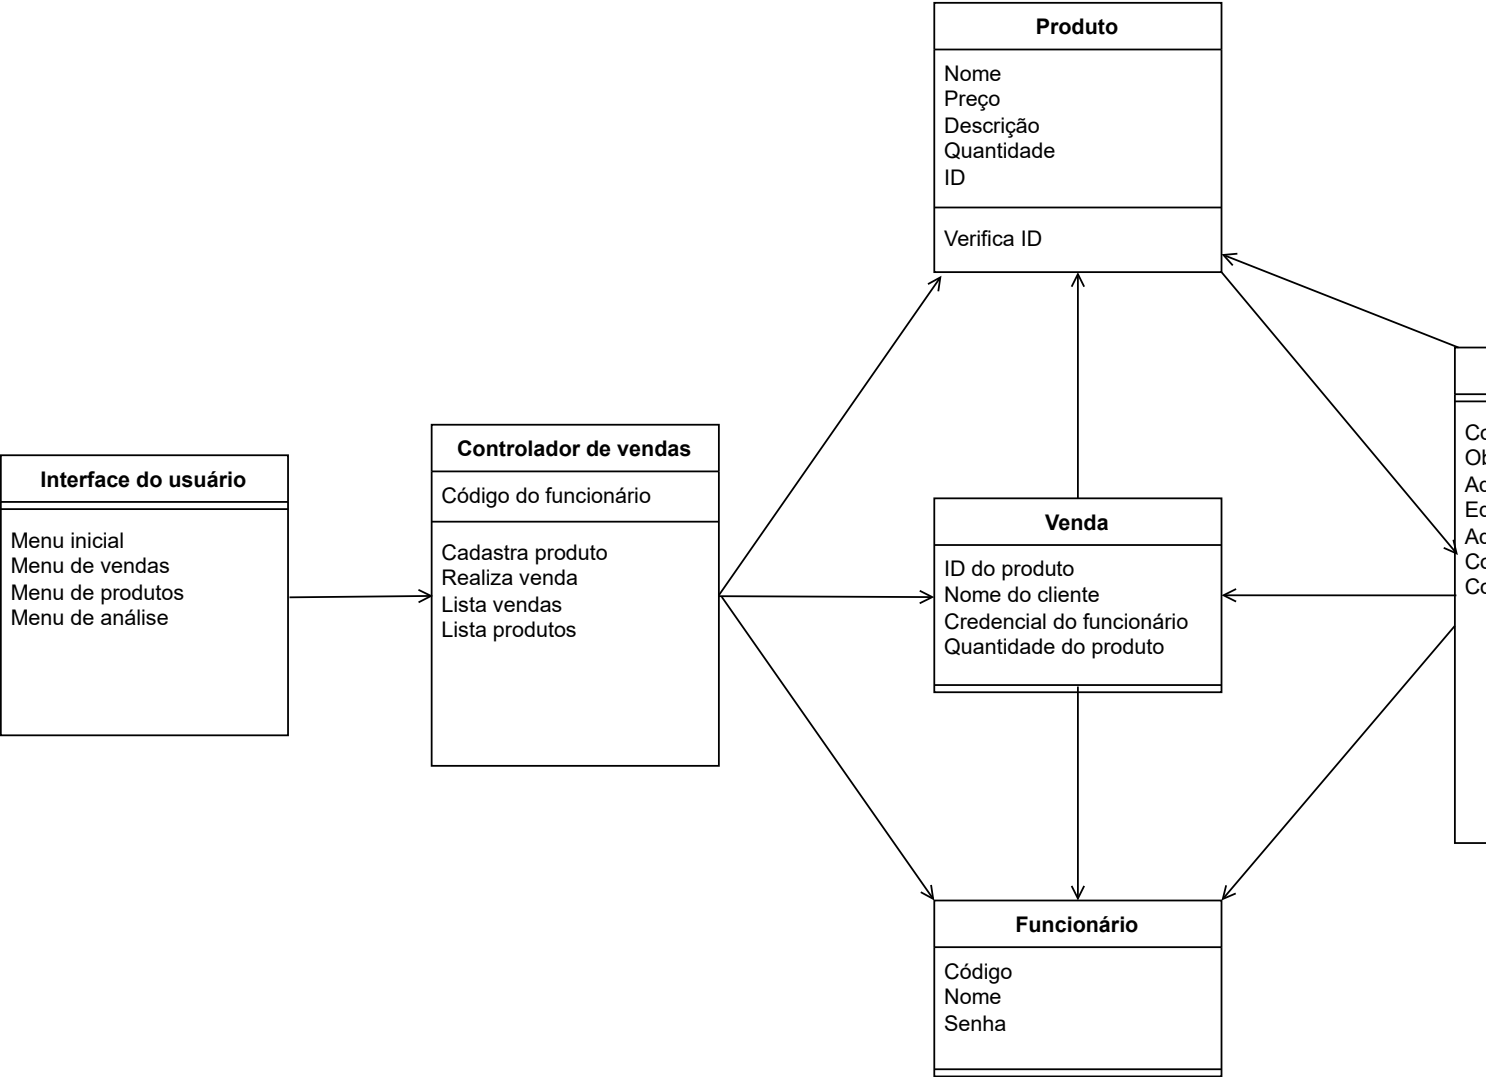 Produto
Nome
Preço
Descrição
Quantidade
ID
Verifica ID
Interface do usuário
Menu inicial
Menu de vendas
Menu de produtos
Menu de análise
Controlador de vendas
Código do funcionário
Cadastra produto
Realiza venda
Lista vendas
Lista produtos
Venda
ID do produto
Nome do cliente
Credencial do funcionário
Quantidade do produto
Funcionário
Código
Nome
Senha